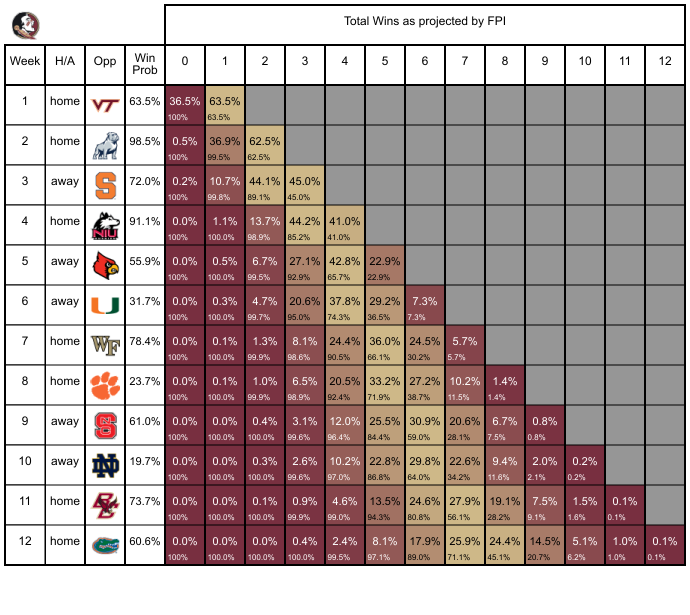 Total Wins as projected by FPI
Week H/A Opp Win Prob 0 1 2 3 4 5 6 7 8 9 10 11 12
1 home VT 63.5% 36.5% 63.5%
100% 63.5%
2 home 98.5% 0.5% 36.9% 62.5%
100% 99.5% 62.5%
3 away S 72.0% 0.2% 10.7% 44.1% 45.0%
100% 99.8% 89.1% 45.0%
4 home NIU 91.1% 0.0% 1.1% 13.7% 44.2% 41.0%
100% 100.0% 98.9% 85.2% 41.0%
5 away 55.9% 0.0% 0.5% 6.7% 27.1% 42.8% 22.9%
100% 100.0% 99.5% 92.9% 65.7% 22.9%
6 away U 31.7% 0.0% 0.3% 4.7% 20.6% 37.8% 29.2% 7.3%
100% 100.0% 99.7% 95.0% 74.3% 36.5% 7.3%
7 home WF 78.4% 0.0% 0.1% 1.3% 8.1% 24.4% 36.0% 24.5% 5.7%
100% 100.0% 99.9% 98.6% 90.5% 66.1% 30.2% 5.7%
8 home 23.7% 0.0% 0.1% 1.0% 6.5% 20.5% 33.2% 27.2% 10.2% 1.4%
100% 100.0% 99.9% 98.9% 92.4% 71.9% 38.7% 11.5% 1.4%
9 away NCS 61.0% 0.0% 0.0% 0.4% 3.1% 12.0% 25.5% 30.9% 20.6% 6.7% 0.8%
100% 100.0% 100.0% 99.6% 96.4% 84.4% 59.0% 28.1% 7.5% 0.8%
10 away ND 19.7% 0.0% 0.0% 0.3% 2.6% 10.2% 22.8% 29.8% 22.6% 9.4% 2.0% 0.2%
100% 100.0% 100.0% 99.6% 97.0% 86.8% 64.0% 34.2% 11.6% 2.1% 0.2%
11 home BC 73.7% 0.0% 0.0% 0.1% 0.9% 4.6% 13.5% 24.6% 27.9% 19.1% 7.5% 1.5% 0.1%
100% 100.0% 100.0% 99.9% 99.0% 94.3% 80.8% 56.1% 28.2% 9.1% 1.6% 0.1%
12 home 60.6% 0.0% 0.0% 0.0% 0.4% 2.4% 8.1% 17.9% 25.9% 24.4% 14.5% 5.1% 1.0% 0.1%
100% 100.0% 100.0% 100.0% 99.5% 97.1% 89.0% 71.1% 45.1% 20.7% 6.2% 1.0% 0.1%